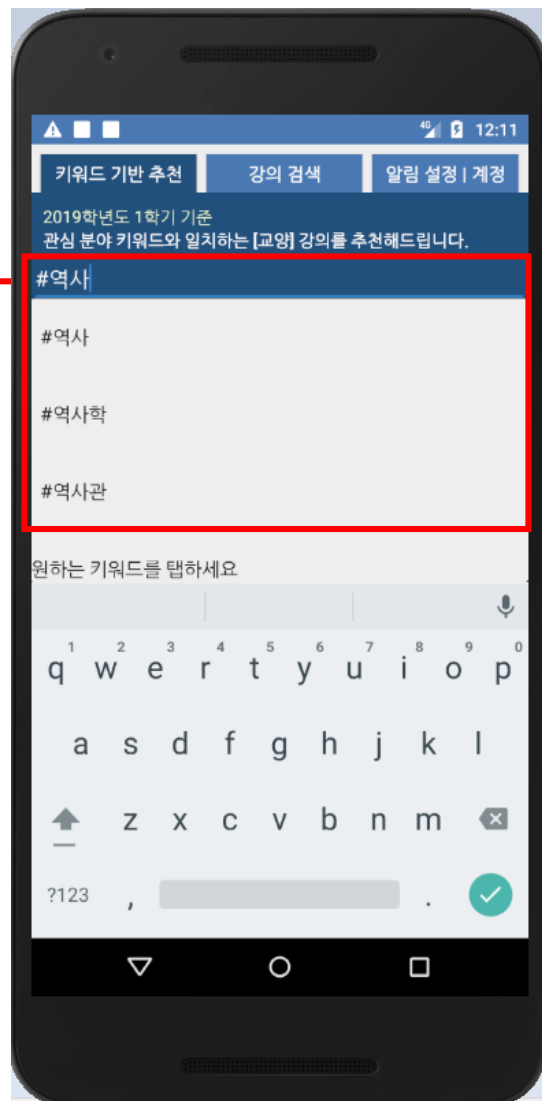 4G 12:11
키워드 기반 추천 강의 검색 알림 설정 | 계정
2019학년도 1학기 기준
관심 분야 키워드와 일치하는 [교양] 강의를 추천해드립니다.
#역사
#역사
#역사학
#역사관
원하는 키워드를 탭하세요
1 2 3 4 5 6 7 8 9 0
q w e r t y u i o p
a s d f g h j k l
z x c v b n m
?123 , .